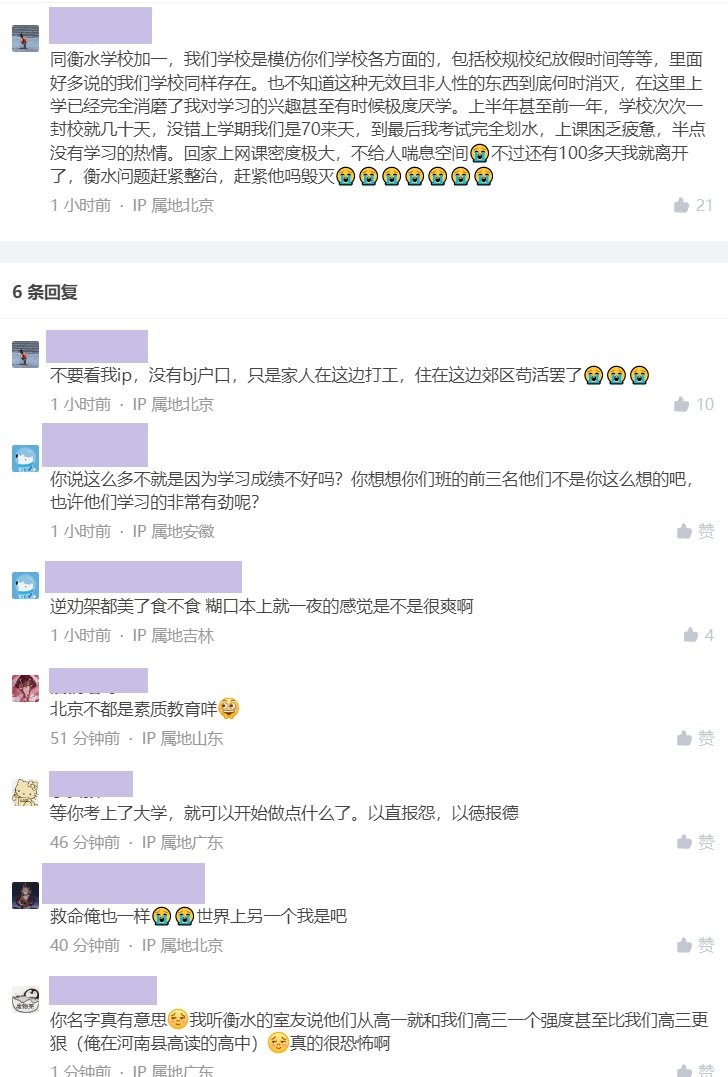 同衡水学校加一，我们学校是模仿你们学校各方面的，包括校规校纪放假时间等等，里面
好多说的我们学校同样存在。也不知道这种无效且非人性的东西到底何时消灭，在这里上
学已经完全消磨了我对学习的兴趣甚至有时候极度厌学。上半年甚至前一年，学校次次一
封校就几十天，没错上学期我们是70来天，到最后我考试完全划水，上课困乏疲惫，半点
没有学习的热情。回家上网课密度极大，不给人喘息空间😭不过还有100多天我就离开
了，衡水问题赶紧整治，赶紧他吗毁灭😭😭😭😭😭😭😭
1 小时前 · IP 属地北京
21
6 条回复
不要看我ip，没有bj户口，只是家人在这边打工，住在这边郊区苟活罢了😭😭😭
1 小时前 · IP 属地北京
10
你说这么多不就是因为学习成绩不好吗？你想想你们班的前三名他们不是你这么想的吧，
也许他们学习的非常有劲呢？
1 小时前 · IP 属地安徽
赞
逆劝架都美了食不食 糊口本上就一夜的感觉是不是很爽啊
1 小时前 · IP 属地吉林
4
北京不都是素质教育咩
51 分钟前 · IP 属地山东
赞
等你考上了大学，就可以开始做点什么了。以直报怨，以德报德
46 分钟前 · IP 属地广东
赞
救命俺也一样😭😭世界上另一个我是吧
40 分钟前 · IP 属地北京
赞
你名字真有意思😌我听衡水的室友说他们从高一就和我们高三一个强度甚至比我们高三更
狠（俺在河南县高读的高中）😌真的很恐怖啊
1 分钟前 · IP 属地广东
赞